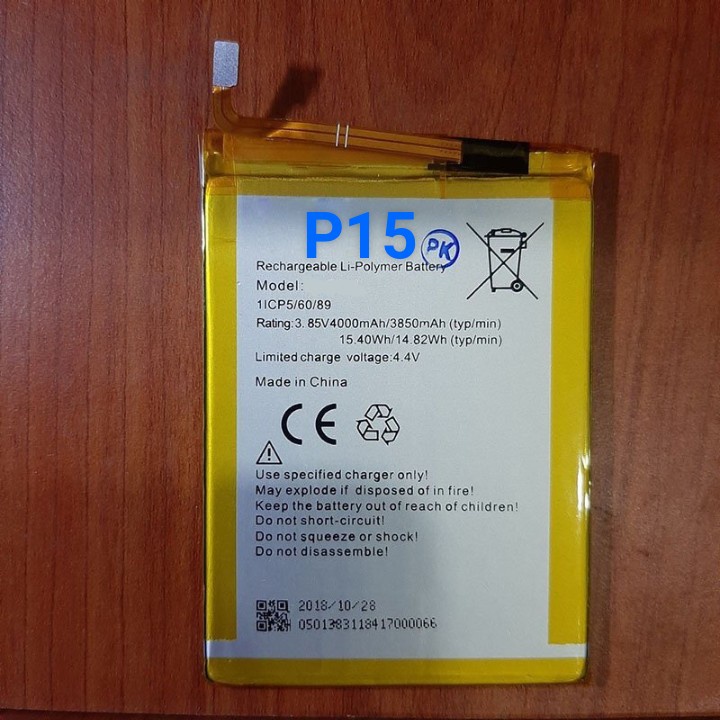 P15
PK
Rechargeable Li-Polymer Battery
Model:
1ICP5/60/89
Rating:3.85V4000mAh/3850mAh (typ/min)
15.40Wh/14.82Wh (typ/min)
Limited charge voltage:4.4V
Made in China
CE
Use specified charger only!
May explode if disposed of in fire!
Keep the battery out of reach of children!
Do not short-circuit!
Do not squeeze or shock!
Do not disassemble!
2018/10/28
0501383118417000066